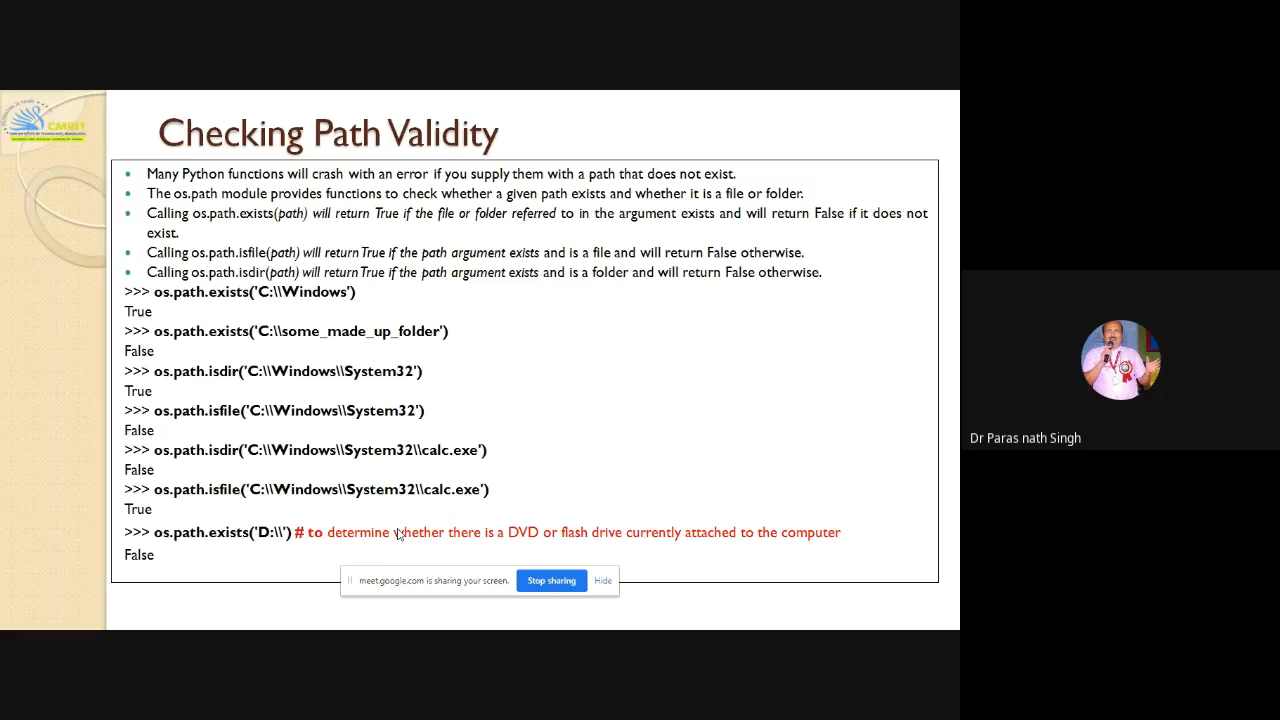 CMRIT
Checking Path Validity
• Many Python functions will crash with an error if you supply them with a path that does not exist.
• The os.path module provides functions to check whether a given path exists and whether it is a file or folder.
• Calling os.path.exists(path) will return True if the file or folder referred to in the argument exists and will return False if it does not
exist.
• Calling os.path.isfile(path) will return True if the path argument exists and is a file and will return False otherwise.
• Calling os.path.isdir(path) will return True if the path argument exists and is a folder and will return False otherwise.
>>> os.path.exists('C:\\Windows')
True
>>> os.path.exists('C:\\some_made_up_folder')
False
>>> os.path.isdir('C:\\Windows\\System32')
True
>>> os.path.isfile('C:\\Windows\\System32')
False
>>> os.path.isdir('C:\\Windows\\System32\\calc.exe')
False
>>> os.path.isfile('C:\\Windows\\System32\\calc.exe')
True
>>> os.path.exists('D:\\') # to determine whether there is a DVD or flash drive currently attached to the computer
False
meet.google.com is sharing your screen. Stop sharing Hide
Dr Paras nath Singh